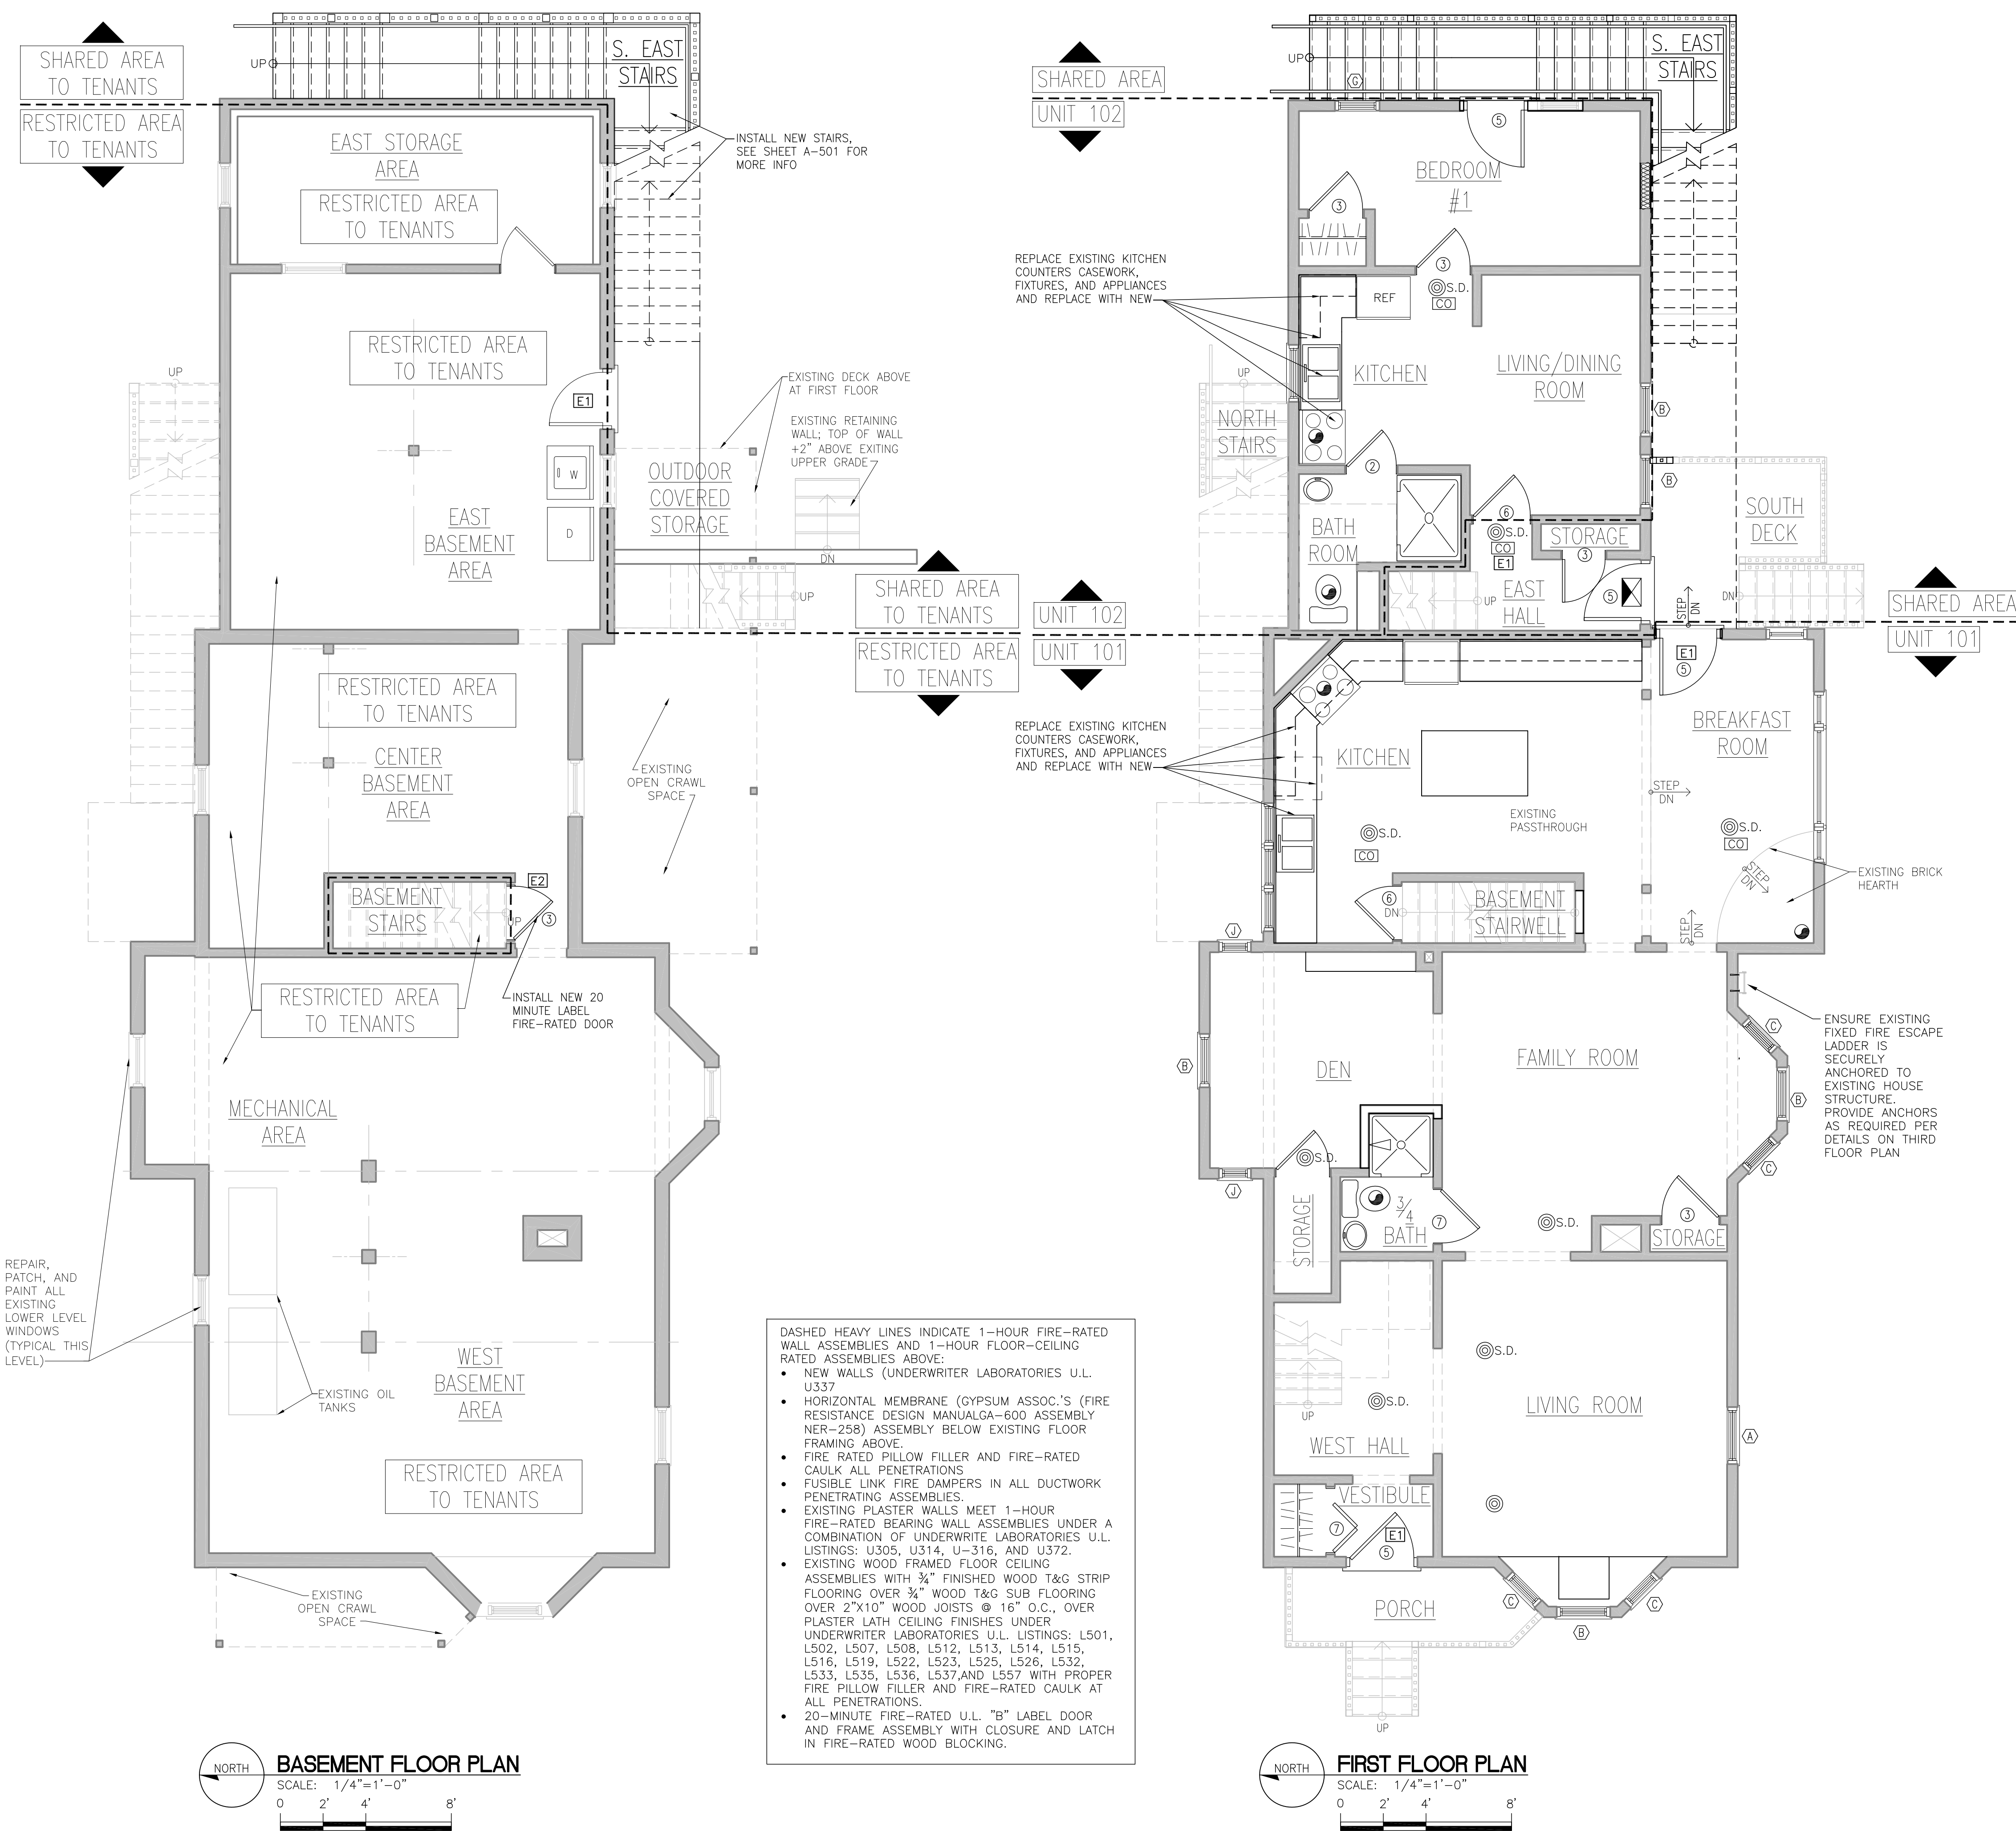 SHARED AREA
TO TENANTS
RESTRICTED AREA
TO TENANTS
UP
S. EAST
STAIRS
EAST STORAGE
AREA
RESTRICTED AREA
TO TENANTS
INSTALL NEW STAIRS,
SEE SHEET A-501 FOR
MORE INFO
RESTRICTED AREA
TO TENANTS
UP
E1
EXISTING DECK ABOVE
AT FIRST FLOOR
EXISTING RETAINING
WALL; TOP OF WALL
+2" ABOVE EXITING
UPPER GRADE
W
D
OUTDOOR
COVERED
STORAGE
EAST
BASEMENT
AREA
DN
UP
SHARED AREA
TO TENANTS
RESTRICTED AREA
TO TENANTS
RESTRICTED AREA
TO TENANTS
CENTER
BASEMENT
AREA
EXISTING
OPEN CRAWL
SPACE
BASEMENT
STAIRS
UP
E2
3
INSTALL NEW 20
MINUTE LABEL
FIRE-RATED DOOR
RESTRICTED AREA
TO TENANTS
MECHANICAL
AREA
REPAIR,
PATCH, AND
PAINT ALL
EXISTING
LOWER LEVEL
WINDOWS
(TYPICAL THIS
LEVEL)
EXISTING OIL
TANKS
WEST
BASEMENT
AREA
RESTRICTED AREA
TO TENANTS
EXISTING
OPEN CRAWL
SPACE
NORTH
BASEMENT FLOOR PLAN
SCALE: 1/4"=1'-0"
0 2' 4' 8'
DASHED HEAVY LINES INDICATE 1-HOUR FIRE-RATED
WALL ASSEMBLIES AND 1-HOUR FLOOR-CEILING
RATED ASSEMBLIES ABOVE:
• NEW WALLS (UNDERWRITER LABORATORIES U.L.
U337
• HORIZONTAL MEMBRANE (GYPSUM ASSOC.'S (FIRE
RESISTANCE DESIGN MANUALGA-600 ASSEMBLY
NER-258) ASSEMBLY BELOW EXISTING FLOOR
FRAMING ABOVE.
• FIRE RATED PILLOW FILLER AND FIRE-RATED
CAULK ALL PENETRATIONS
• FUSIBLE LINK FIRE DAMPERS IN ALL DUCTWORK
PENETRATING ASSEMBLIES.
• EXISTING PLASTER WALLS MEET 1-HOUR
FIRE-RATED BEARING WALL ASSEMBLIES UNDER A
COMBINATION OF UNDERWRITE LABORATORIES U.L.
LISTINGS: U305, U314, U-316, AND U372.
• EXISTING WOOD FRAMED FLOOR CEILING
ASSEMBLIES WITH ¾" FINISHED WOOD T&G STRIP
FLOORING OVER ¾" WOOD T&G SUB FLOORING
OVER 2"X10" WOOD JOISTS @ 16" O.C., OVER
PLASTER LATH CEILING FINISHES UNDER
UNDERWRITER LABORATORIES U.L. LISTINGS: L501,
L502, L507, L508, L512, L513, L514, L515,
L516, L519, L522, L523, L525, L526, L532,
L533, L535, L536, L537,AND L557 WITH PROPER
FIRE PILLOW FILLER AND FIRE-RATED CAULK AT
ALL PENETRATIONS.
• 20-MINUTE FIRE-RATED U.L. "B" LABEL DOOR
AND FRAME ASSEMBLY WITH CLOSURE AND LATCH
IN FIRE-RATED WOOD BLOCKING.
SHARED AREA
UNIT 102
UP
S. EAST
STAIRS
G
5
BEDROOM
#1
3
3
S.D.
CO
REPLACE EXISTING KITCHEN
COUNTERS CASEWORK,
FIXTURES, AND APPLIANCES
AND REPLACE WITH NEW
REF
KITCHEN
LIVING/DINING
ROOM
B
UP
NORTH
STAIRS
2
B
BATH
ROOM
6
S.D.
CO
E1
STORAGE
3
SOUTH
DECK
UP
EAST
HALL
5
STEP
DN
DN
UNIT 102
UNIT 101
SHARED AREA
UNIT 101
E1
5
REPLACE EXISTING KITCHEN
COUNTERS CASEWORK,
FIXTURES, AND APPLIANCES
AND REPLACE WITH NEW
KITCHEN
BREAKFAST
ROOM
STEP
DN
EXISTING
PASSTHROUGH
S.D.
CO
S.D.
CO
STEP
DN
EXISTING BRICK
HEARTH
6
DN
BASEMENT
STAIRWELL
STEP
DN
J
DEN
FAMILY ROOM
B
C
B
C
ENSURE EXISTING
FIXED FIRE ESCAPE
LADDER IS
SECURELY
ANCHORED TO
EXISTING HOUSE
STRUCTURE.
PROVIDE ANCHORS
AS REQUIRED PER
DETAILS ON THIRD
FLOOR PLAN
S.D.
J
STORAGE
3/4
BATH
7
S.D.
3
STORAGE
S.D.
UP
S.D.
WEST HALL
LIVING ROOM
A
VESTIBULE
7
E1
5
PORCH
C
B
C
UP
NORTH
FIRST FLOOR PLAN
SCALE: 1/4"=1'-0"
0 2' 4' 8'